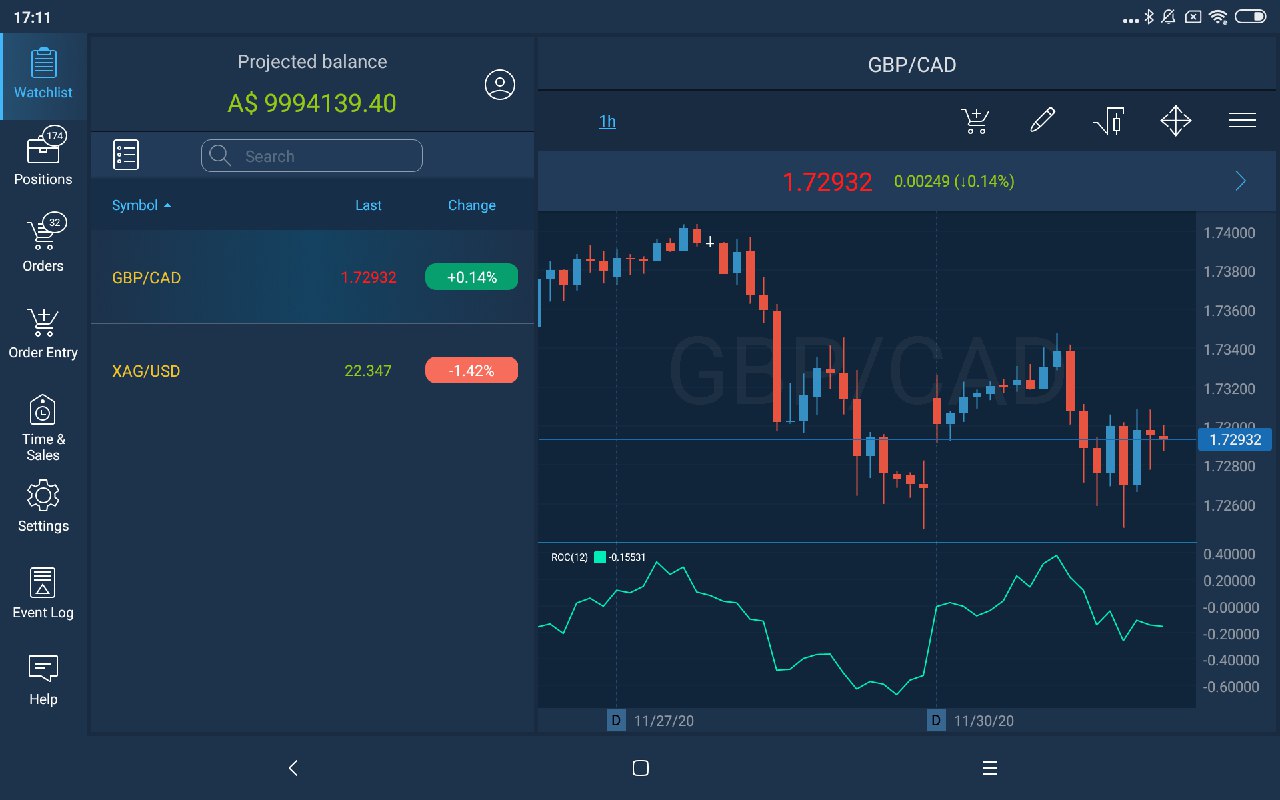 17:11
Watchlist
174
Positions
32
Orders
Order Entry
Time &
Sales
Settings
Event Log
Help
Projected balance
A$ 9994139.40
Search
Symbol
Last
Change
GBP/CAD
1.72932
+0.14%
XAG/USD
22.347
-1.42%
GBP/CAD
1h
1.72932
0.00249 (↓0.14%)
GBP/CAD
1.74000
1.73800
1.73600
1.73400
1.73200
1.72000
1.72932
1.72800
1.72600
ROC(12) -0.15531
0.40000
0.20000
-0.00000
-0.20000
-0.40000
-0.60000
D 11/27/20
D 11/30/20